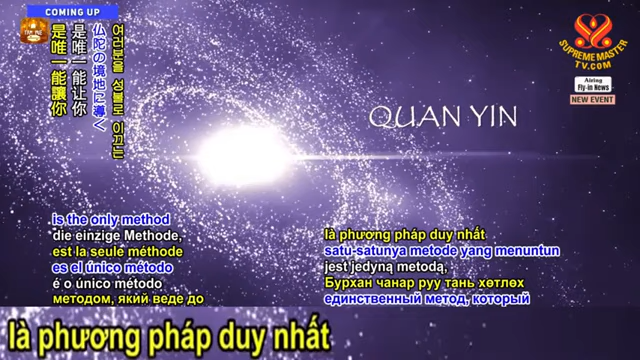 COMING UP
是唯一能讓你
是唯一能让你
仏陀の境地に導く
여러분을 성불로 이끄는
SUPREME MASTER
TV.COM
Airing
Fly-in News
NEW EVENT
QUAN YIN
is the only method
die einzige Methode,
est la seule méthode
es el único método
é o único método
методом, який веде до
là phương pháp duy nhất
satu-satunya metode yang menuntun
jest jedyną metodą,
Бурхан чанар руу тань хөтлөх
единственный метод, который
là phương pháp duy nhất